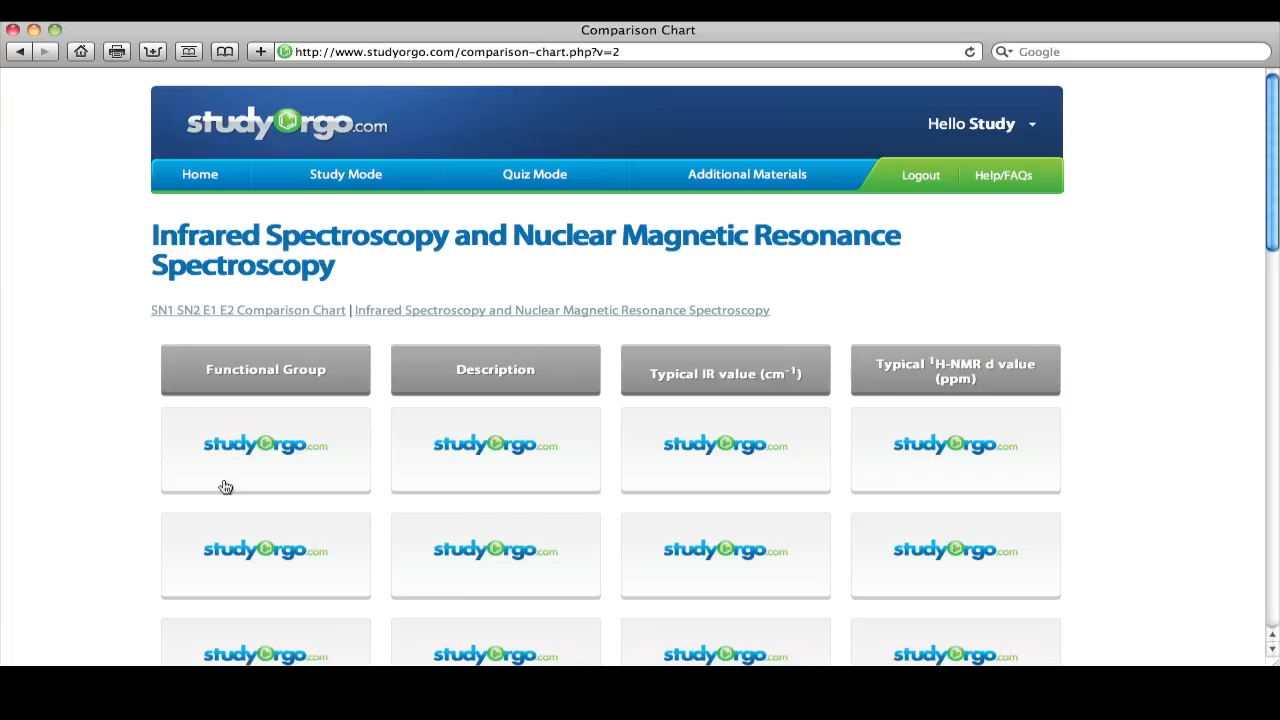 Comparison Chart
http://www.studyorgo.com/comparison-chart.php?v=2
Google
studyOrgo.com
Hello Study
Home Study Mode Quiz Mode Additional Materials Logout Help/FAQs
Infrared Spectroscopy and Nuclear Magnetic Resonance
Spectroscopy
SN1 SN2 E1 E2 Comparison Chart | Infrared Spectroscopy and Nuclear Magnetic Resonance Spectroscopy
Functional Group Description Typical IR value (cm⁻¹) Typical ¹H-NMR d value
(ppm)
studyOrgo.com studyOrgo.com studyOrgo.com studyOrgo.com
studyOrgo.com studyOrgo.com studyOrgo.com studyOrgo.com
studyOrgo.com studyOrgo.com studyOrgo.com studyOrgo.com